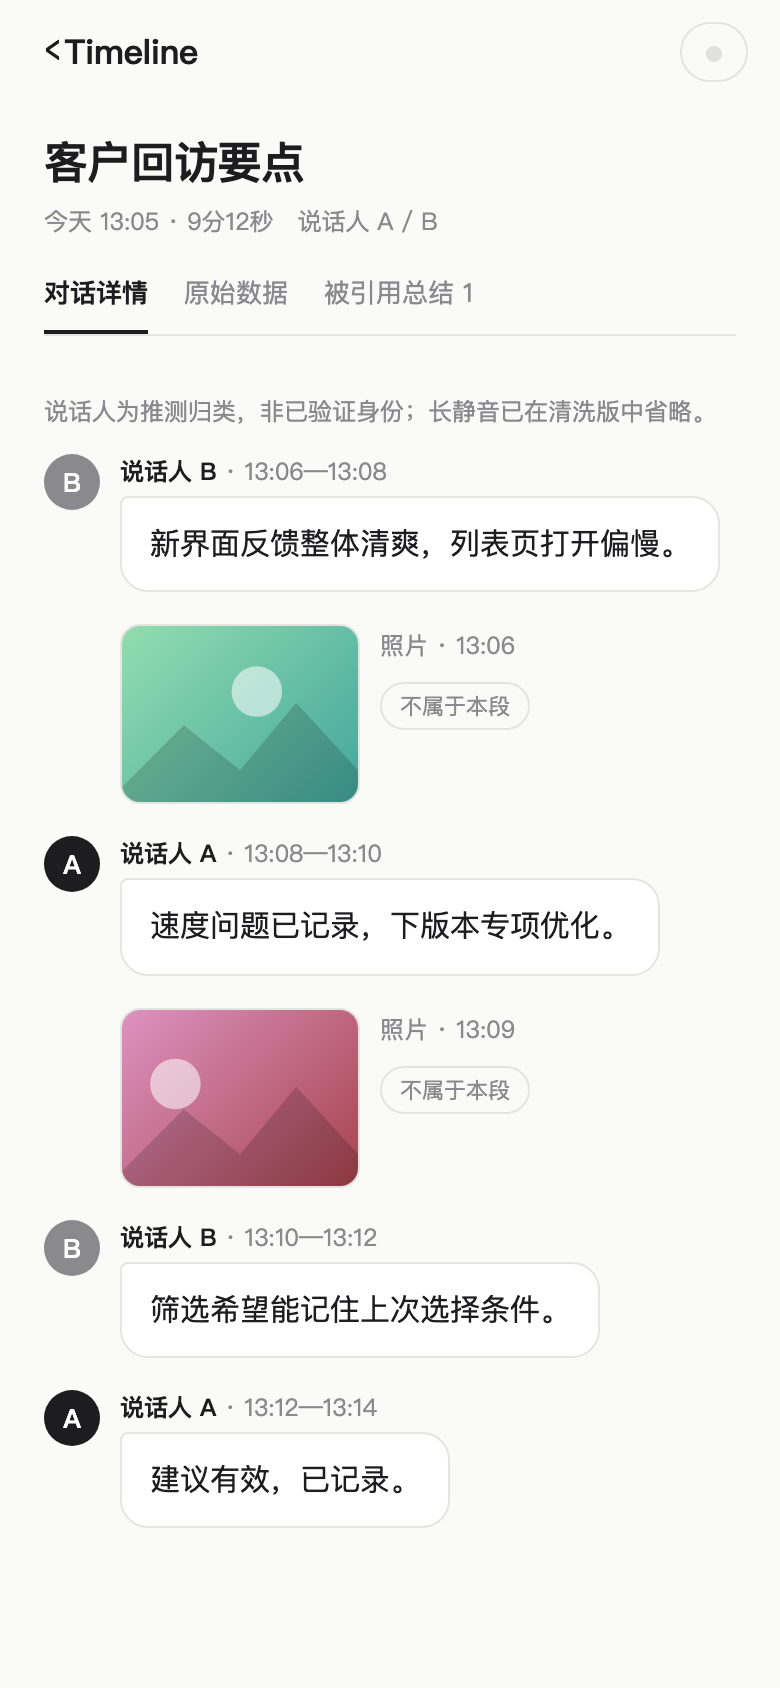 <Timeline
客户回访要点
今天 13:05 · 9分12秒 说话人 A / B
对话详情 原始数据 被引用总结 1
说话人为推测归类，非已验证身份；长静音已在清洗版中省略。
B 说话人 B · 13:06—13:08
新界面反馈整体清爽，列表页打开偏慢。
照片 · 13:06
不属于本段
A 说话人 A · 13:08—13:10
速度问题已记录，下版本专项优化。
照片 · 13:09
不属于本段
B 说话人 B · 13:10—13:12
筛选希望能记住上次选择条件。
A 说话人 A · 13:12—13:14
建议有效，已记录。